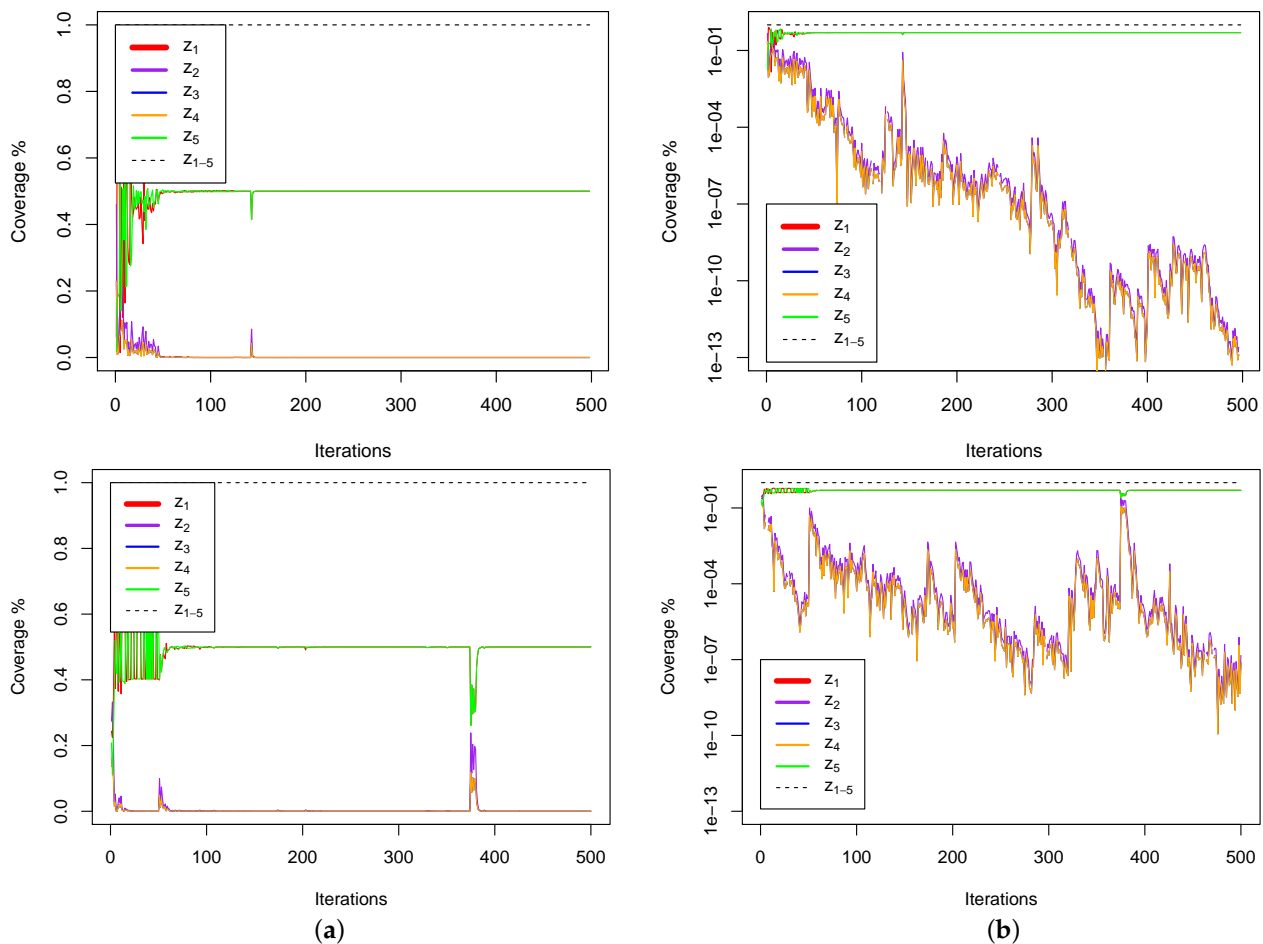 1.0
0.8
0.6
0.4
0.2
0.0
Coverage %
z1
z2
z3
z4
z5
z1−5
0
100
200
300
400
500
Iterations
1e−01
1e−04
1e−07
1e−10
1e−13
Coverage %
z1
z2
z3
z4
z5
z1−5
0
100
200
300
400
500
Iterations
1.0
0.8
0.6
0.4
0.2
0.0
Coverage %
z1
z2
z3
z4
z5
z1−5
0
100
200
300
400
500
Iterations
(a)
1e−01
1e−04
1e−07
1e−10
1e−13
Coverage %
z1
z2
z3
z4
z5
z1−5
0
100
200
300
400
500
Iterations
(b)